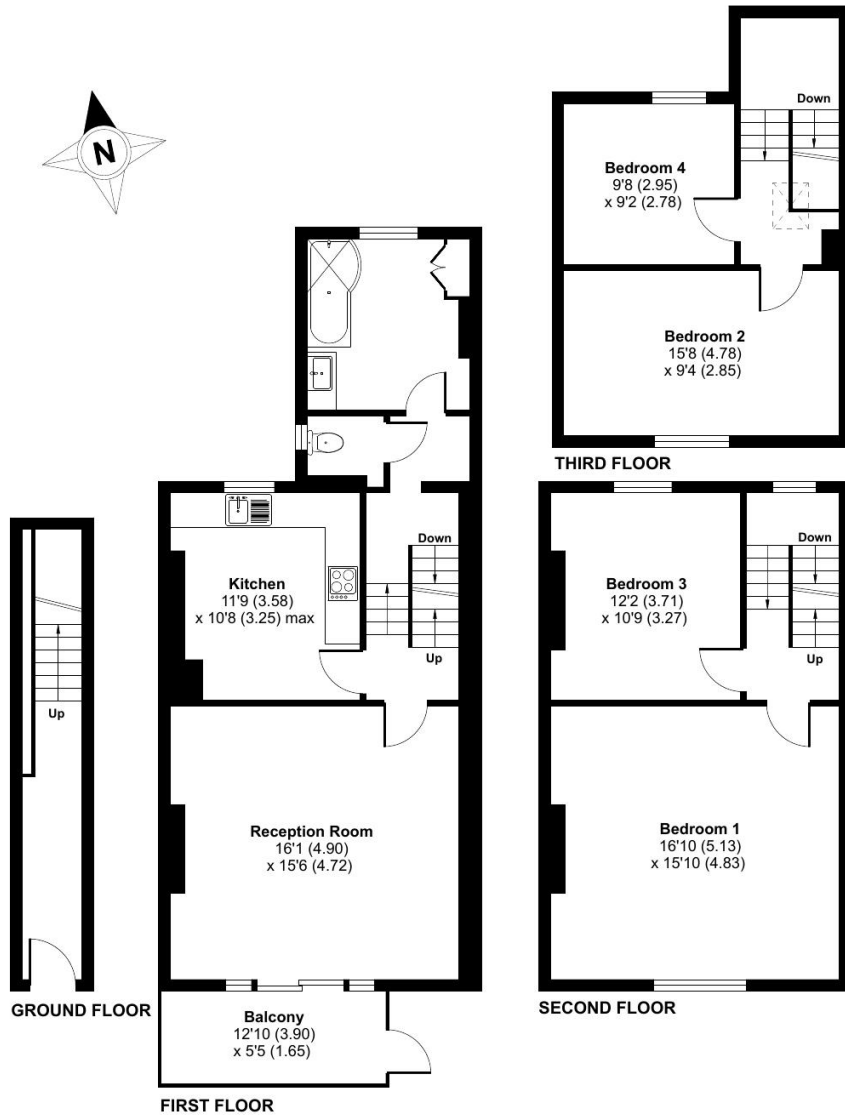 N
Down
Bedroom 4
9'8 (2.95)
x 9'2 (2.78)
Bedroom 2
15'8 (4.78)
x 9'4 (2.85)
THIRD FLOOR
Up
GROUND FLOOR
Down
Kitchen
11'9 (3.58)
x 10'8 (3.25) max
Up
Reception Room
16'1 (4.90)
x 15'6 (4.72)
Balcony
12'10 (3.90)
x 5'5 (1.65)
FIRST FLOOR
Down
Bedroom 3
12'2 (3.71)
x 10'9 (3.27)
Up
Bedroom 1
16'10 (5.13)
x 15'10 (4.83)
SECOND FLOOR